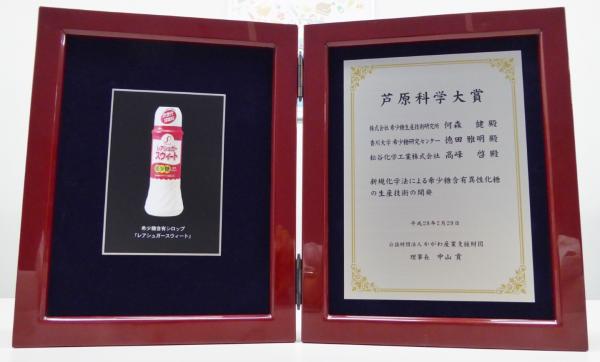 レアシュガー
スウィート
希少糖含有シロップ
「レアシュガースウィート」
芦原科学大賞
株式会社 希少糖生産技術研究所 何森 健 殿
香川大学 希少糖研究センター 徳田 雅明 殿
松谷化学工業株式会社 高峰 啓 殿
新規化学法による希少糖含有異性化糖
の生産技術の開発
平成28年2月29日
公益財団法人かがわ産業支援財団
理事長 中山 貢